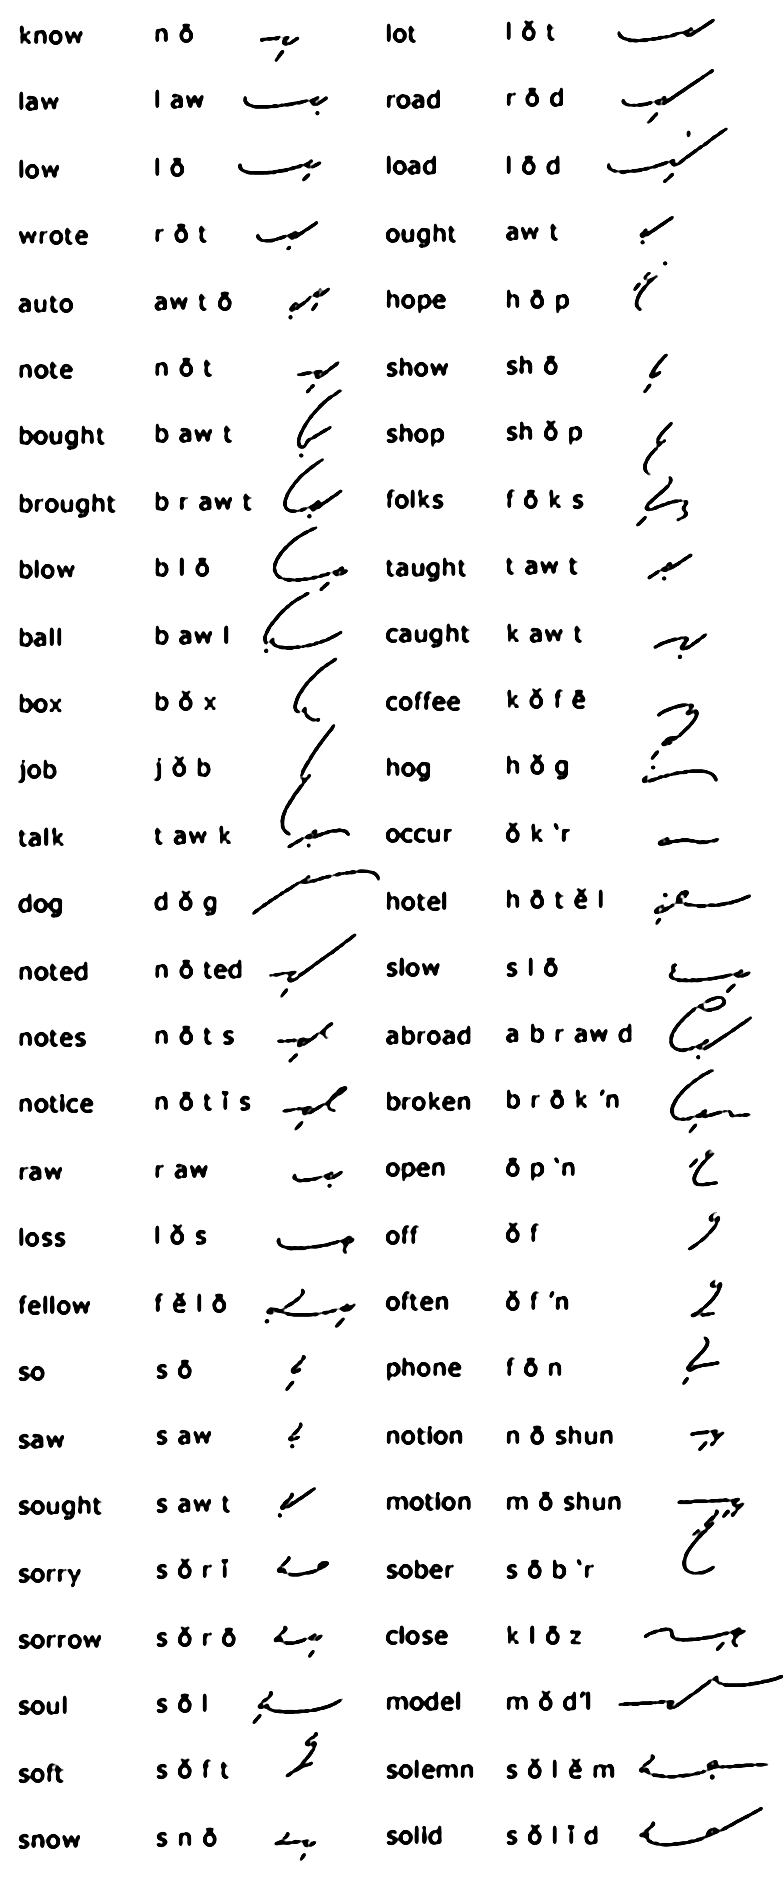 know n ō lot l ŏ t
law l aw road r ō d
low l ō load l ō d
wrote r ō t ought aw t
auto aw t ō hope h ō p
note n ō t show sh ō
bought b aw t shop sh ŏ p
brought b r aw t folks f ō k s
blow b l ō taught t aw t
ball b aw l caught k aw t
box b ŏ x coffee k ŏ f ē
job j ŏ b hog h ŏ g
talk t aw k occur ŏ k 'r
dog d ŏ g hotel h ō t ĕ l
noted n ō ted slow s l ō
notes n ō t s abroad a b r aw d
notice n ō t ĭ s broken b r ō k 'n
raw r aw open ō p 'n
loss l ŏ s off ŏ f
fellow f ĕ l ō often ŏ f 'n
so s ō phone f ō n
saw s aw notion n ō shun
sought s aw t motion m ō shun
sorry s ŏ r ĭ sober s ō b 'r
sorrow s ŏ r ō close k l ō z
soul s ō l model m ŏ d'l
soft s ŏ f t solemn s ŏ l ĕ m
snow s n ō solid s ŏ l ĭ d